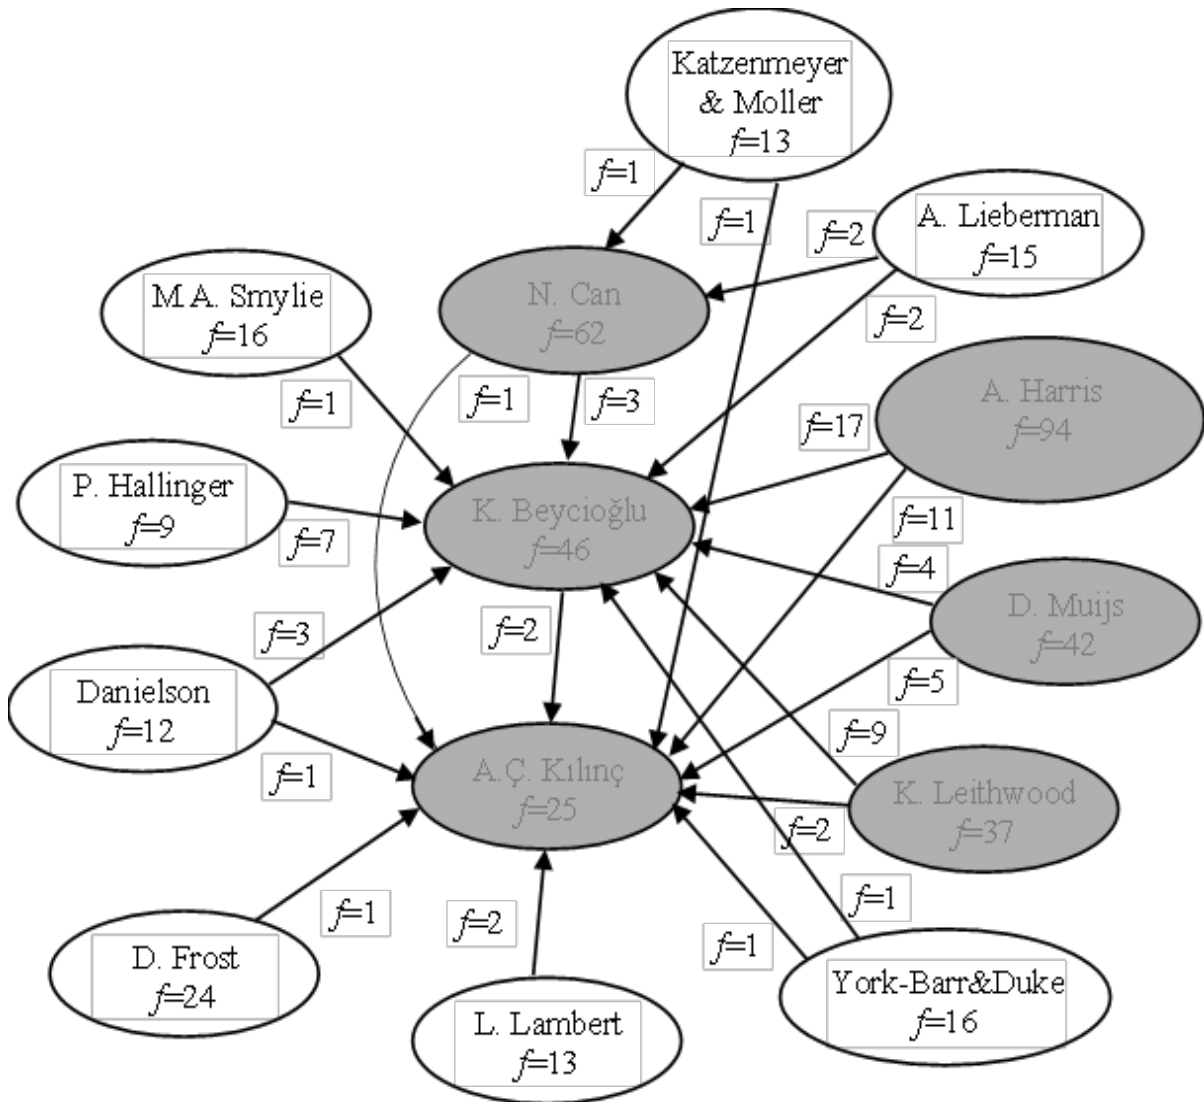 Katzenmeyer
& Moller
f=13
f=1
f=1
A. Lieberman
f=15
f=2
f=2
M.A. Smylie
f=16
f=1
N. Can
f=62
f=1
f=3
A. Harris
f=94
f=17
f=11
P. Hallinger
f=9
f=7
K. Beycioğlu
f=46
f=2
D. Muijs
f=42
f=4
f=5
Danielson
f=12
f=3
f=1
A.Ç. Kılınç
f=25
K. Leithwood
f=37
f=9
f=2
D. Frost
f=24
f=1
L. Lambert
f=13
f=2
York-Barr&Duke
f=16
f=1
f=1